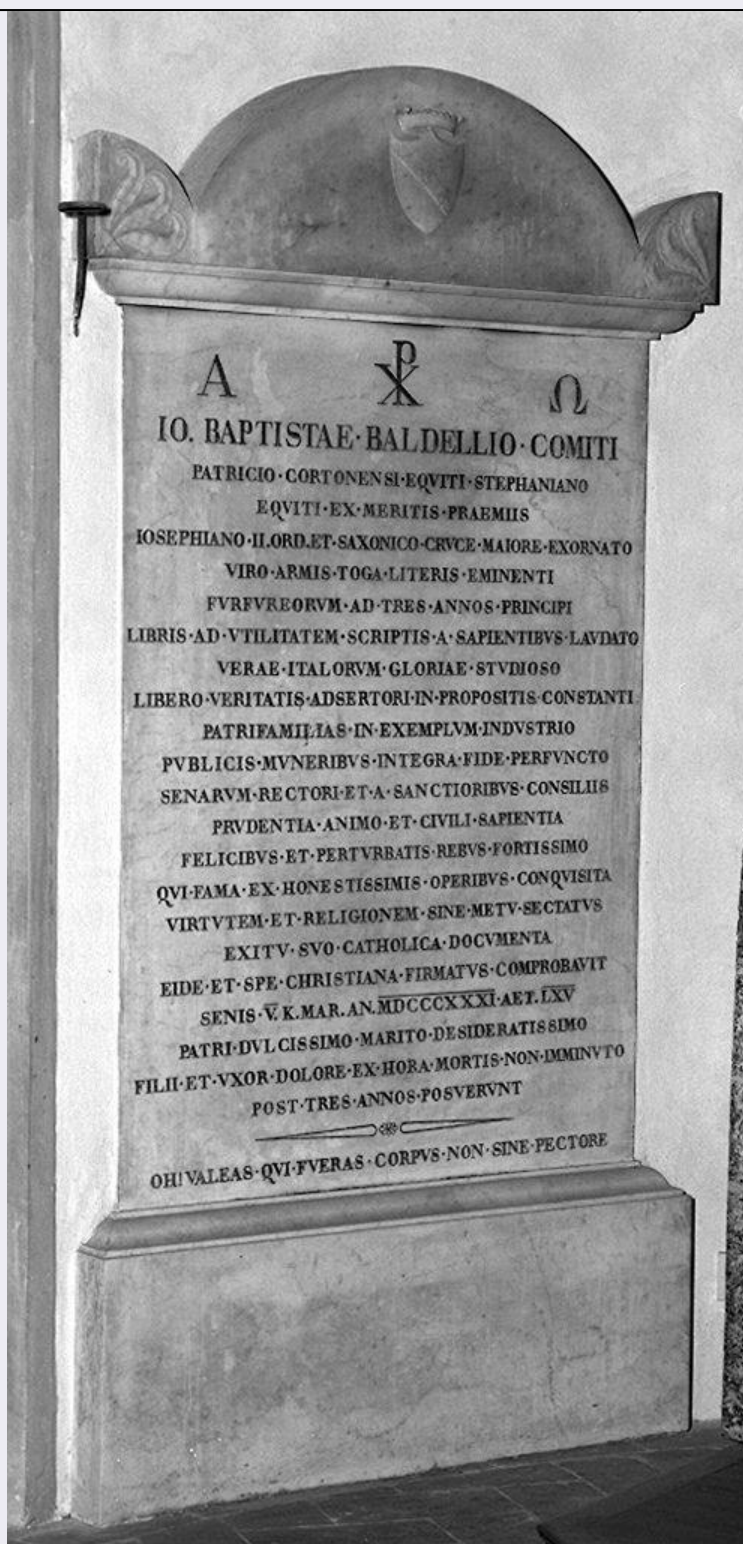 Α ☧ Ω
IO. BAPTISTAE·BALDELLIO·COMITI
PATRICIO·CORTONENSI·EQVITI·STEPHANIANO
EQVITI·EX·MERITIS·PRAEMIIS
IOSEPHIANO·II.ORD.ET·SAXONICO·CRVCE·MAIORE·EXORNATO
VIRO·ARMIS·TOGA·LITERIS·EMINENTI
FVRFVREORVM·AD·TRES·ANNOS·PRINCIPI
LIBRIS·AD·VTILITATEM·SCRIPTIS·A·SAPIENTIBVS·LAVDATO
VERAE·ITALORVM·GLORIAE·STVDIOSO
LIBERO·VERITATIS·ADSERTORI·IN·PROPOSITIS·CONSTANTI
PATRIFAMILIAS·IN·EXEMPLVM·INDVSTRIO
PVBLICIS·MVNERIBVS·INTEGRA·FIDE·PERFVNCTO
SENARVM·RECTORI·ET·A·SANCTIORIBVS·CONSILIIS
PRVDENTIA·ANIMO·ET·CIVILI·SAPIENTIA
FELICIBVS·ET·PERTVRBATIS·REBVS·FORTISSIMO
QVI·FAMA·EX·HONESTISSIMIS·OPERIBVS·CONQVISITA
VIRTVTEM·ET·RELIGIONEM·SINE·METV·SECTATVS
EXITV·SVO·CATHOLICA·DOCVMENTA
EIDE·ET·SPE·CHRISTIANA·FIRMATVS·COMPROBAVIT
SENIS·V̅.K.MAR.AN.M̅D̅C̅C̅C̅X̅X̅X̅I̅·AET.L̅X̅V̅
PATRI·DVLCISSIMO·MARITO·DESIDERATISSIMO
FILII·ET·VXOR·DOLORE·EX·HORA·MORTIS·NON·IMMINVTO
POST·TRES·ANNOS·POSVERVNT
OH! VALEAS·QVI·FVERAS·CORPVS·NON·SINE·PECTORE